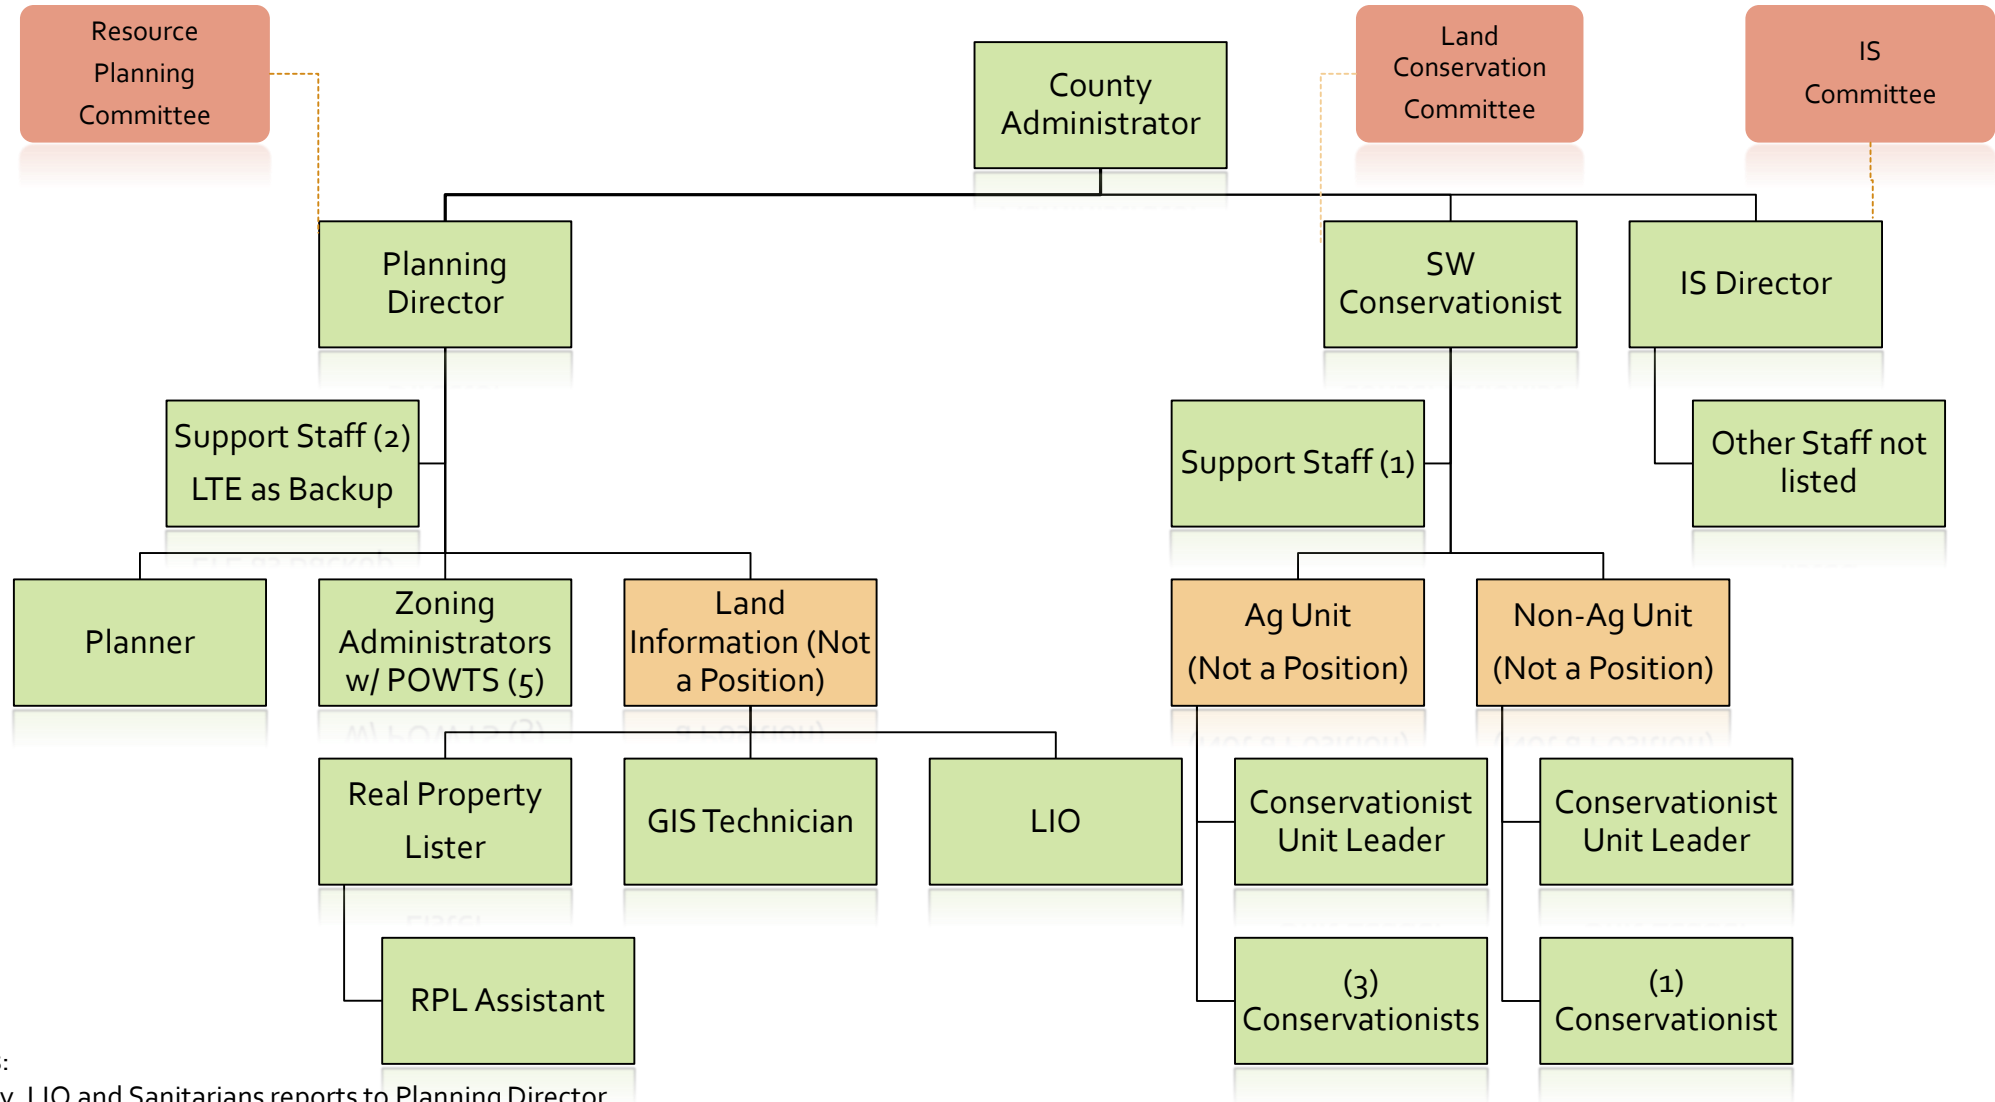 Resource
Planning
Committee
County
Administrator
Land
Conservation
Committee
IS
Committee
Planning
Director
SW
Conservationist
IS Director
Support Staff (2)
LTE as Backup
Support Staff (1)
Other Staff not
listed
Planner
Zoning
Administrators
w/ POWTS (5)
Land
Information (Not
a Position)
Ag Unit
(Not a Position)
Non-Ag Unit
(Not a Position)
Real Property
Lister
GIS Technician
LIO
Conservationist
Unit Leader
Conservationist
Unit Leader
RPL Assistant
(3)
Conservationists
(1)
Conservationist
LIO and Sanitarians reports to Planning Director